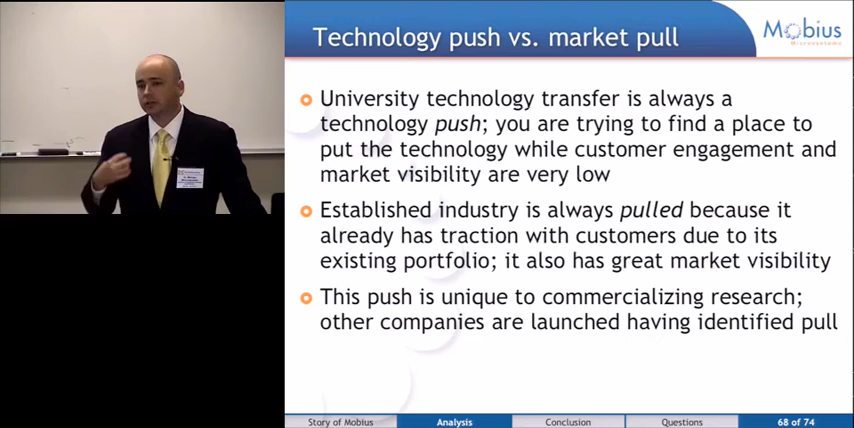 Technology push vs. market pull
Mobius
Microsystems
University technology transfer is always a
technology push; you are trying to find a place to
put the technology while customer engagement and
market visibility are very low
Established industry is always pulled because it
already has traction with customers due to its
existing portfolio; it also has great market visibility
This push is unique to commercializing research;
other companies are launched having identified pull
Story of Mobius
Analysis
Conclusion
Questions
68 of 74